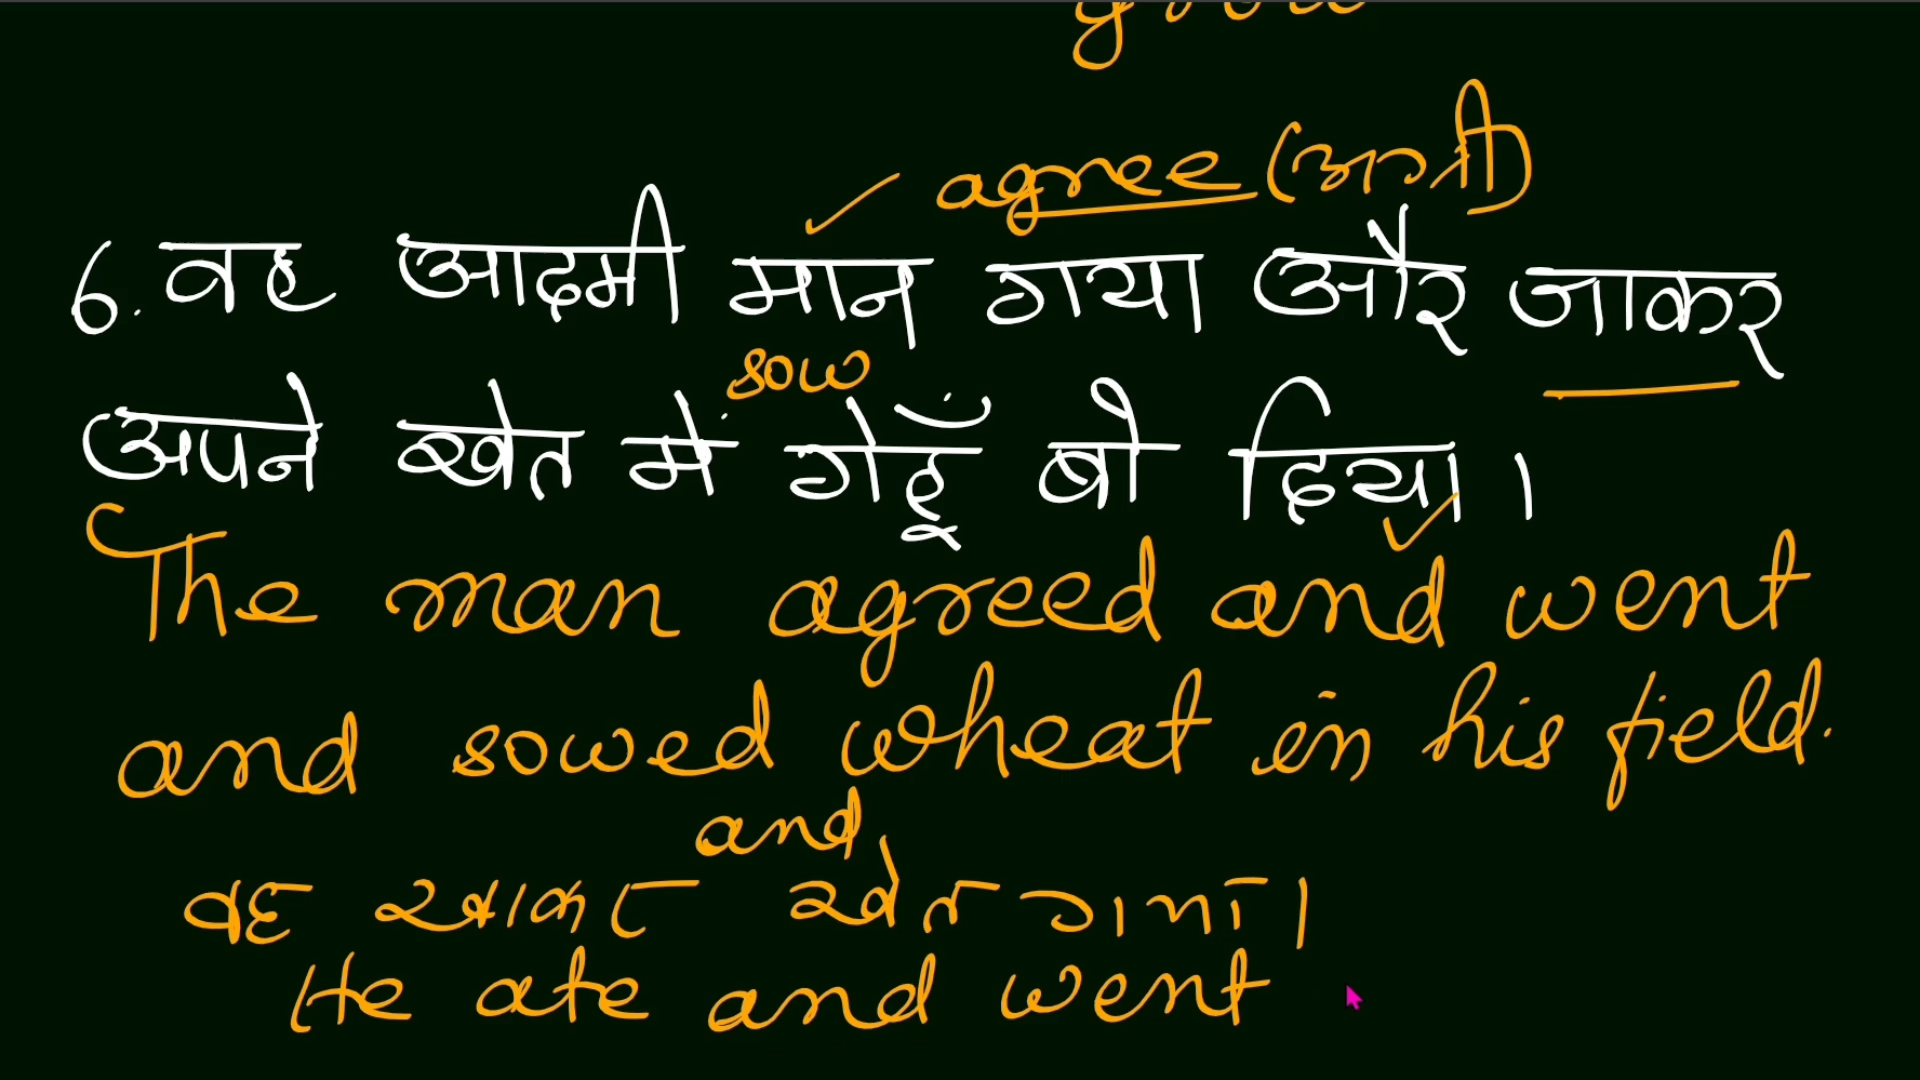 agree (अग्री)
6. वह आदमी मान गया और जाकर
sow
अपने खेत में गेहूँ बो दिया।
The man agreed and went
and sowed wheat in his field.
and
वह खाकर खेत गया।
He ate and went